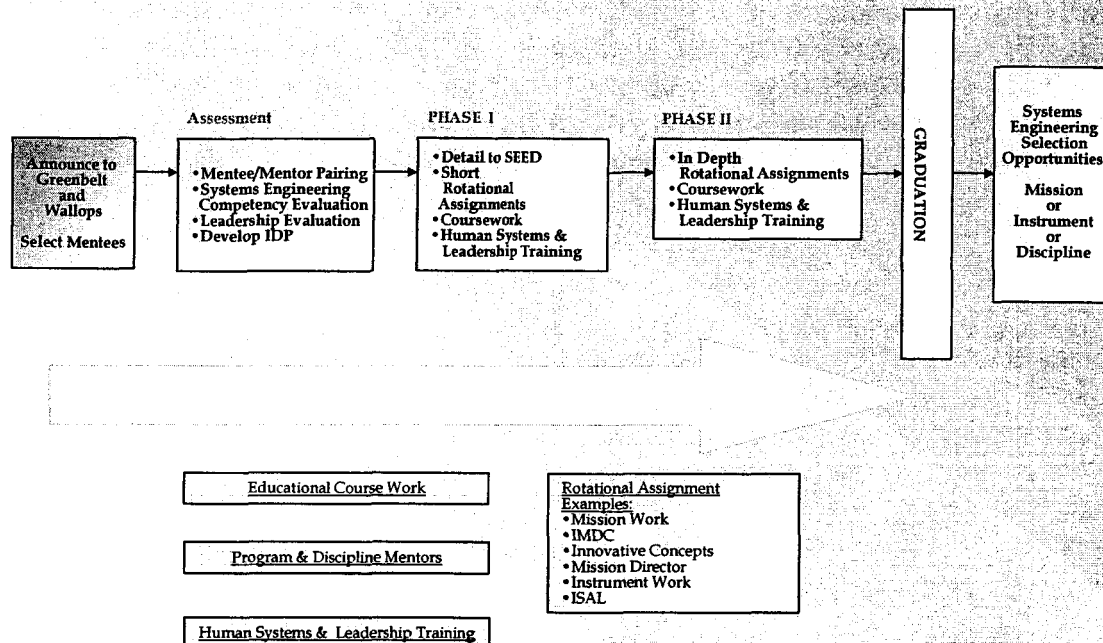 Announce to
Greenbelt
and
Wallops
Select Mentees
Assessment
• Mentee/Mentor Pairing
• Systems Engineering
Competency Evaluation
• Leadership Evaluation
• Develop IDP
PHASE I
• Detail to SEED
• Short
Rotational
Assignments
• Coursework
• Human Systems &
Leadership Training
PHASE II
• In Depth
Rotational Assignments
• Coursework
• Human Systems &
Leadership Training
GRADUATION
Systems
Engineering
Selection
Opportunities
Mission
or
Instrument
or
Discipline
Educational Course Work
Program & Discipline Mentors
Human Systems & Leadership Training
Rotational Assignment
Examples:
• Mission Work
• IMDC
• Innovative Concepts
• Mission Director
• Instrument Work
• ISAL